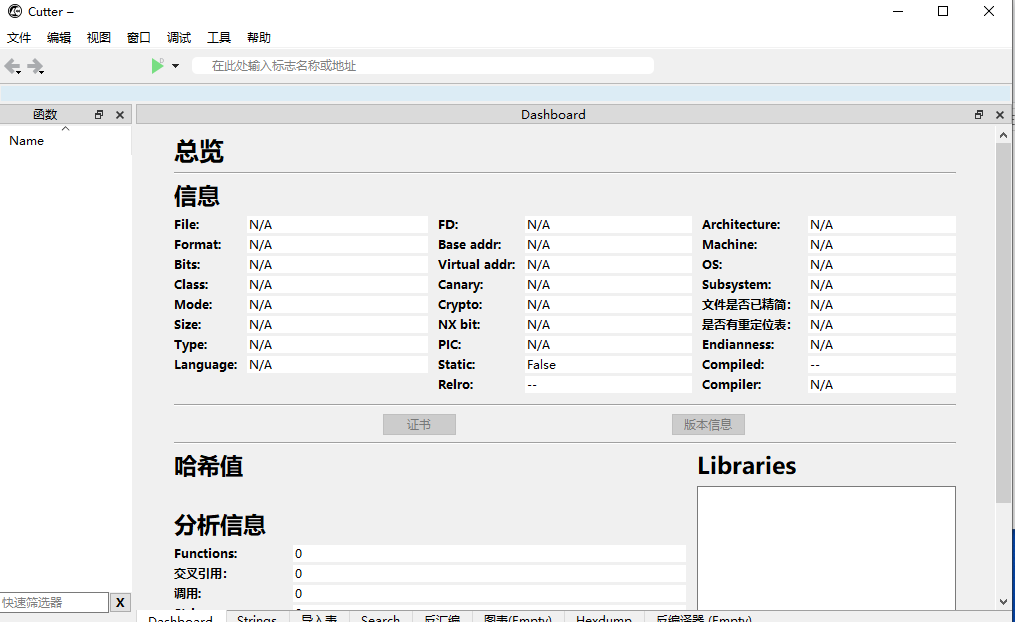 Cutter –
文件 编辑 视图 窗口 调试 工具 帮助
在此处输入标志名称或地址
函数
Name
Dashboard
总览
信息
File: N/A FD: N/A Architecture: N/A
Format: N/A Base addr: N/A Machine: N/A
Bits: N/A Virtual addr: N/A OS: N/A
Class: N/A Canary: N/A Subsystem: N/A
Mode: N/A Crypto: N/A 文件是否已精简: N/A
Size: N/A NX bit: N/A 是否有重定位表: N/A
Type: N/A PIC: N/A Endianness: N/A
Language: N/A Static: False Compiled: --
Relro: -- Compiler: N/A
证书 版本信息
哈希值 Libraries
分析信息
Functions: 0
交叉引用: 0
调用: 0
快速筛选器 X
Dashboard Strings 导入表 Search 反汇编 图表(Empty) Hexdump 反编译器 (Empty)